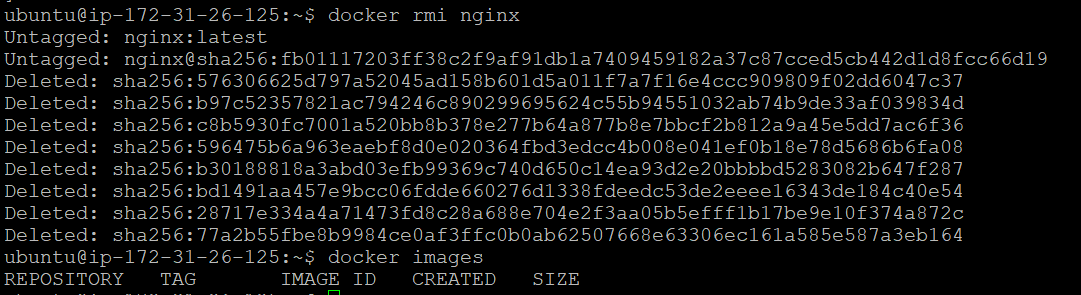 ubuntu@ip-172-31-26-125:~$ docker rmi nginx
Untagged: nginx:latest
Untagged: nginx@sha256:fb01117203ff38c2f9af91db1a7409459182a37c87cced5cb442d1d8fcc66d19
Deleted: sha256:576306625d797a52045ad158b601d5a011f7a7f16e4ccc909809f02dd6047c37
Deleted: sha256:b97c52357821ac794246c890299695624c55b94551032ab74b9de33af039834d
Deleted: sha256:c8b5930fc7001a520bb8b378e277b64a877b8e7bbcf2b812a9a45e5dd7ac6f36
Deleted: sha256:596475b6a963eaebf8d0e020364fbd3edcc4b008e041ef0b18e78d5686b6fa08
Deleted: sha256:b30188818a3abd03efb99369c740d650c14ea93d2e20bbbbd5283082b647f287
Deleted: sha256:bd1491aa457e9bcc06fdde660276d1338fdeedc53de2eeee16343de184c40e54
Deleted: sha256:28717e334a4a71473fd8c28a688e704e2f3aa05b5efff1b17be9e10f374a872c
Deleted: sha256:77a2b55fbe8b9984ce0af3ffc0b0ab62507668e63306ec161a585e587a3eb164
ubuntu@ip-172-31-26-125:~$ docker images
REPOSITORY   TAG       IMAGE ID   CREATED   SIZE